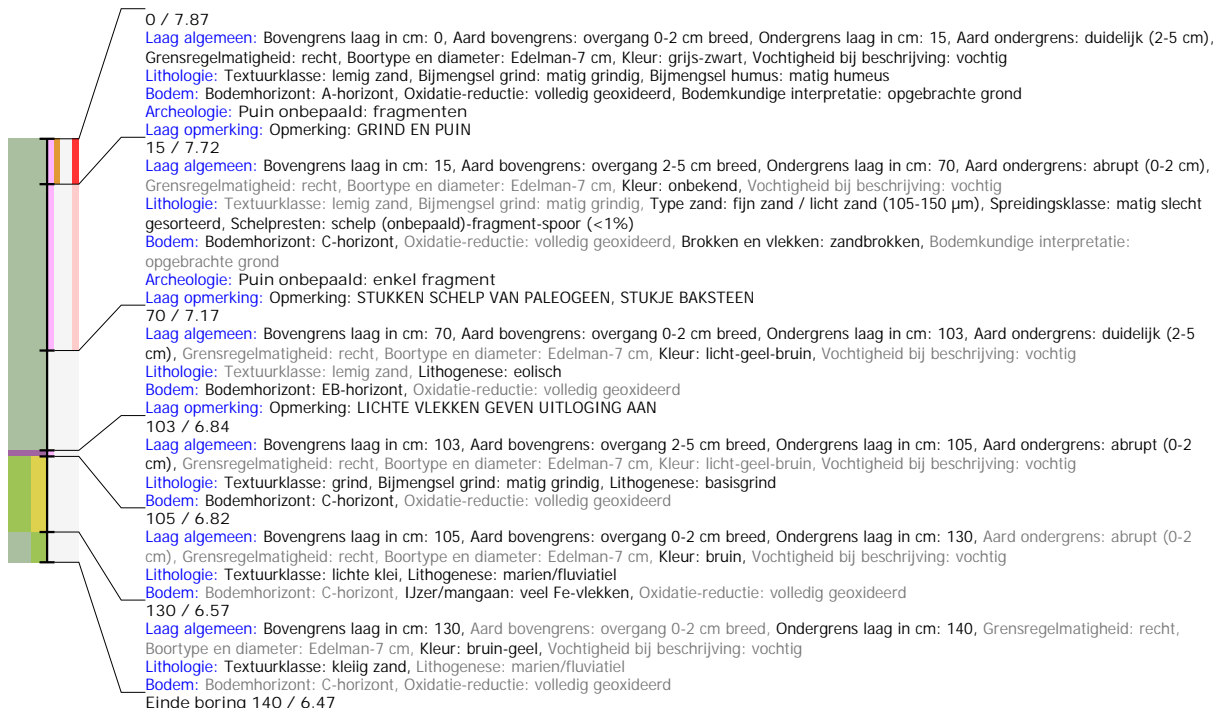 0 / 7.87
Laag algemeen: Bovengrens laag in cm: 0, Aard bovengrens: overgang 0-2 cm breed, Ondergrens laag in cm: 15, Aard ondergrens: duidelijk (2-5 cm),
Grensregelmatigheid: recht, Boortype en diameter: Edelman-7 cm, Kleur: grijs-zwart, Vochtigheid bij beschrijving: vochtig
Lithologie: Textuurklasse: lemig zand, Bijmengsel grind: matig grindig, Bijmengsel humus: matig humeus
Bodem: Bodemhorizont: A-horizont, Oxidatie-reductie: volledig geoxideerd, Bodemkundige interpretatie: opgebrachte grond
Archeologie: Puin onbepaald: fragmenten
Laag opmerking: Opmerking: GRIND EN PUIN
15 / 7.72
Laag algemeen: Bovengrens laag in cm: 15, Aard bovengrens: overgang 2-5 cm breed, Ondergrens laag in cm: 70, Aard ondergrens: abrupt (0-2 cm),
Grensregelmatigheid: recht, Boortype en diameter: Edelman-7 cm, Kleur: onbekend, Vochtigheid bij beschrijving: vochtig
Lithologie: Textuurklasse: lemig zand, Bijmengsel grind: matig grindig, Type zand: fijn zand / licht zand (105-150 µm), Spreidingsklasse: matig slecht
gesorteerd, Schelpresten: schelp (onbepaald)-fragment-spoor (<1%)
Bodem: Bodemhorizont: C-horizont, Oxidatie-reductie: volledig geoxideerd, Brokken en vlekken: zandbrokken, Bodemkundige interpretatie:
opgebrachte grond
Archeologie: Puin onbepaald: enkel fragment
Laag opmerking: Opmerking: STUKKEN SCHELP VAN PALEOGEEN, STUKJE BAKSTEEN
70 / 7.17
Laag algemeen: Bovengrens laag in cm: 70, Aard bovengrens: overgang 0-2 cm breed, Ondergrens laag in cm: 103, Aard ondergrens: duidelijk (2-5
cm), Grensregelmatigheid: recht, Boortype en diameter: Edelman-7 cm, Kleur: licht-geel-bruin, Vochtigheid bij beschrijving: vochtig
Lithologie: Textuurklasse: lemig zand, Lithogenese: eolisch
Bodem: Bodemhorizont: EB-horizont, Oxidatie-reductie: volledig geoxideerd
Laag opmerking: Opmerking: LICHTE VLEKKEN GEVEN UITLOGING AAN
103 / 6.84
Laag algemeen: Bovengrens laag in cm: 103, Aard bovengrens: overgang 2-5 cm breed, Ondergrens laag in cm: 105, Aard ondergrens: abrupt (0-2
cm), Grensregelmatigheid: recht, Boortype en diameter: Edelman-7 cm, Kleur: licht-geel-bruin, Vochtigheid bij beschrijving: vochtig
Lithologie: Textuurklasse: grind, Bijmengsel grind: matig grindig, Lithogenese: basisgrind
Bodem: Bodemhorizont: C-horizont, Oxidatie-reductie: volledig geoxideerd
105 / 6.82
Laag algemeen: Bovengrens laag in cm: 105, Aard bovengrens: overgang 0-2 cm breed, Ondergrens laag in cm: 130, Aard ondergrens: abrupt (0-2
cm), Grensregelmatigheid: recht, Boortype en diameter: Edelman-7 cm, Kleur: bruin, Vochtigheid bij beschrijving: vochtig
Lithologie: Textuurklasse: lichte klei, Lithogenese: marien/fluviatiel
Bodem: Bodemhorizont: C-horizont, IJzer/mangaan: veel Fe-vlekken, Oxidatie-reductie: volledig geoxideerd
130 / 6.57
Laag algemeen: Bovengrens laag in cm: 130, Aard bovengrens: overgang 0-2 cm breed, Ondergrens laag in cm: 140, Grensregelmatigheid: recht,
Boortype en diameter: Edelman-7 cm, Kleur: bruin-geel, Vochtigheid bij beschrijving: vochtig
Lithologie: Textuurklasse: kleiig zand, Lithogenese: marien/fluviatiel
Bodem: Bodemhorizont: C-horizont, Oxidatie-reductie: volledig geoxideerd
Einde boring 140 / 6.47